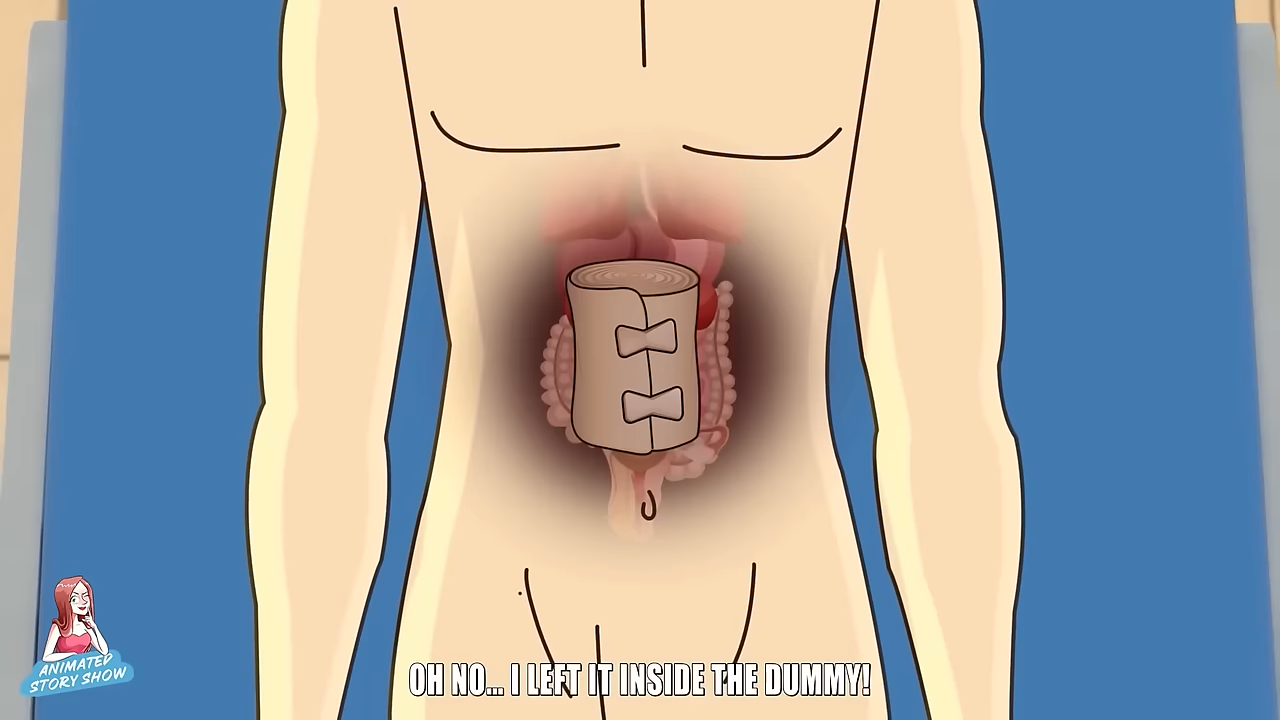 ANIMATED
STORY SHOW
OH NO... I LEFT IT INSIDE THE DUMMY!